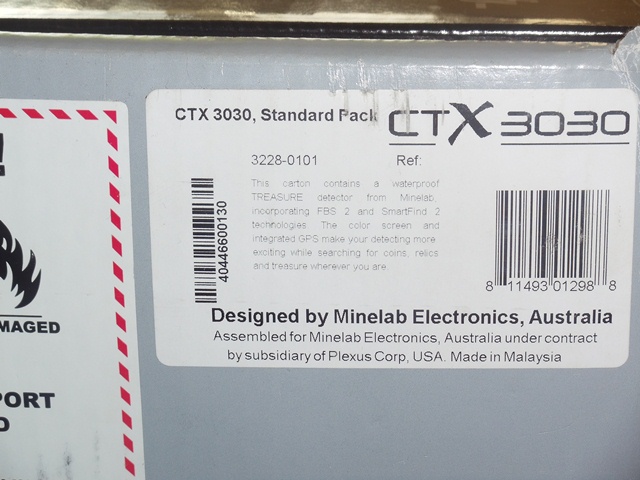 CTX 3030, Standard Pack
CTX 3030
3228-0101 Ref:
This carton contains a waterproof
TREASURE detector from Minelab,
incorporating FBS 2 and SmartFind 2
technologies. The color screen and
integrated GPS make your detecting more
exciting while searching for coins, relics
and treasure wherever you are.
40446600130
8 11493 01298 8
Designed by Minelab Electronics, Australia
Assembled for Minelab Electronics, Australia under contract
by subsidiary of Plexus Corp, USA. Made in Malaysia
!
AMAGED
PORT
D